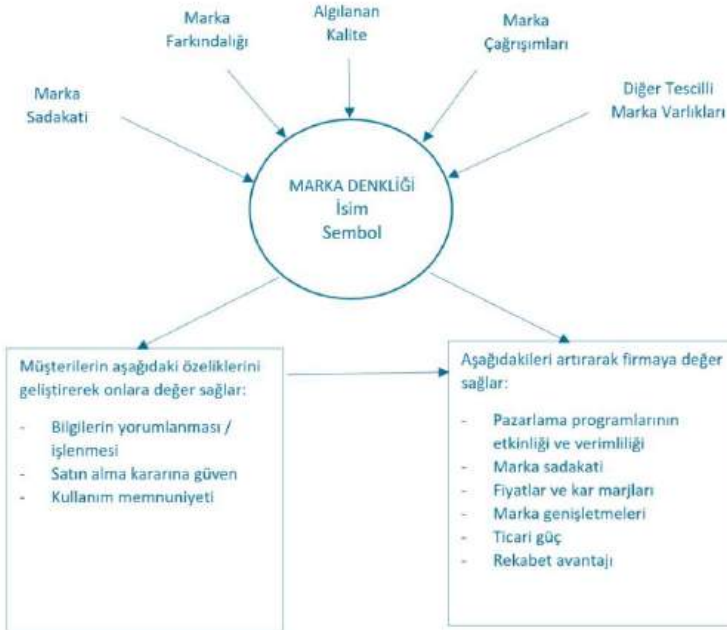 Marka
Farkındalığı
Algılanan
Kalite
Marka
Çağrışımları
Marka
Sadakati
Diğer Tescilli
Marka Varlıkları
MARKA DENKLİĞİ
İsim
Sembol
Müşterilerin aşağıdaki özeliklerini
geliştirerek onlara değer sağlar:
- Bilgilerin yorumlanması /
işlenmesi
- Satın alma kararına güven
- Kullanım memnuniyeti
Aşağıdakileri artırarak firmaya değer
sağlar:
- Pazarlama programlarının
etkinliği ve verimliliği
- Marka sadakati
- Fiyatlar ve kar marjları
- Marka genişletmeleri
- Ticari güç
- Rekabet avantajı